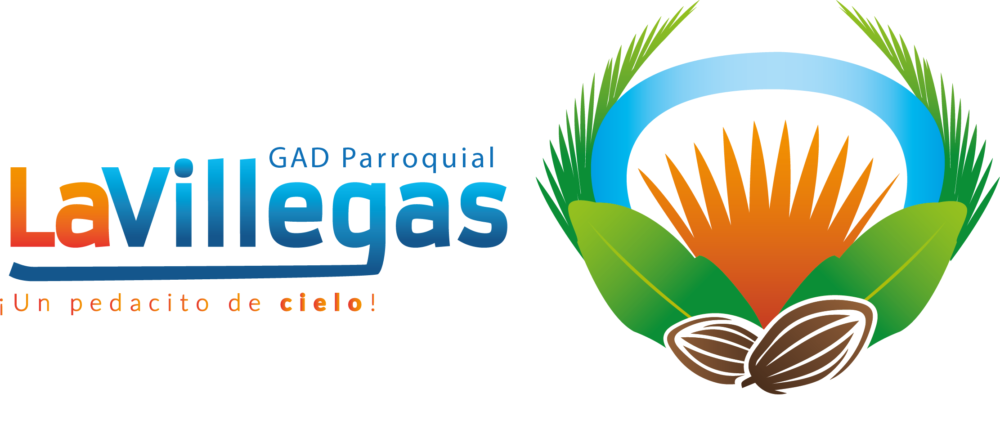 GAD Parroquial
LaVillegas
¡Un pedacito de cielo!